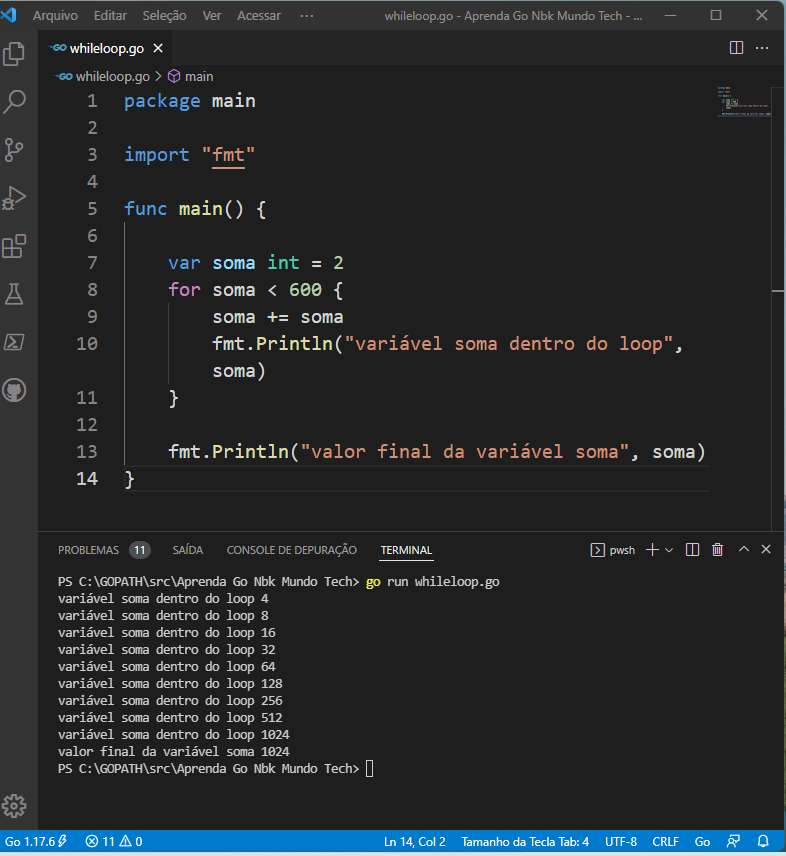 Arquivo Editar Seleção Ver Acessar ··· whileloop.go - Aprenda Go Nbk Mundo Tech - ...
GO whileloop.go ×
GO whileloop.go > main
1 package main
2
3 import "fmt"
4
5 func main() {
6
7 var soma int = 2
8 for soma < 600 {
9 soma += soma
10 fmt.Println("variável soma dentro do loop",
soma)
11 }
12
13 fmt.Println("valor final da variável soma", soma)
14 }
PROBLEMAS 11 SAÍDA CONSOLE DE DEPURAÇÃO TERMINAL pwsh
PS C:\GOPATH\src\Aprenda Go Nbk Mundo Tech> go run whileloop.go
variável soma dentro do loop 4
variável soma dentro do loop 8
variável soma dentro do loop 16
variável soma dentro do loop 32
variável soma dentro do loop 64
variável soma dentro do loop 128
variável soma dentro do loop 256
variável soma dentro do loop 512
variável soma dentro do loop 1024
valor final da variável soma 1024
PS C:\GOPATH\src\Aprenda Go Nbk Mundo Tech>
Go 1.17.6 11 0 Ln 14, Col 2 Tamanho da Tecla Tab: 4 UTF-8 CRLF Go